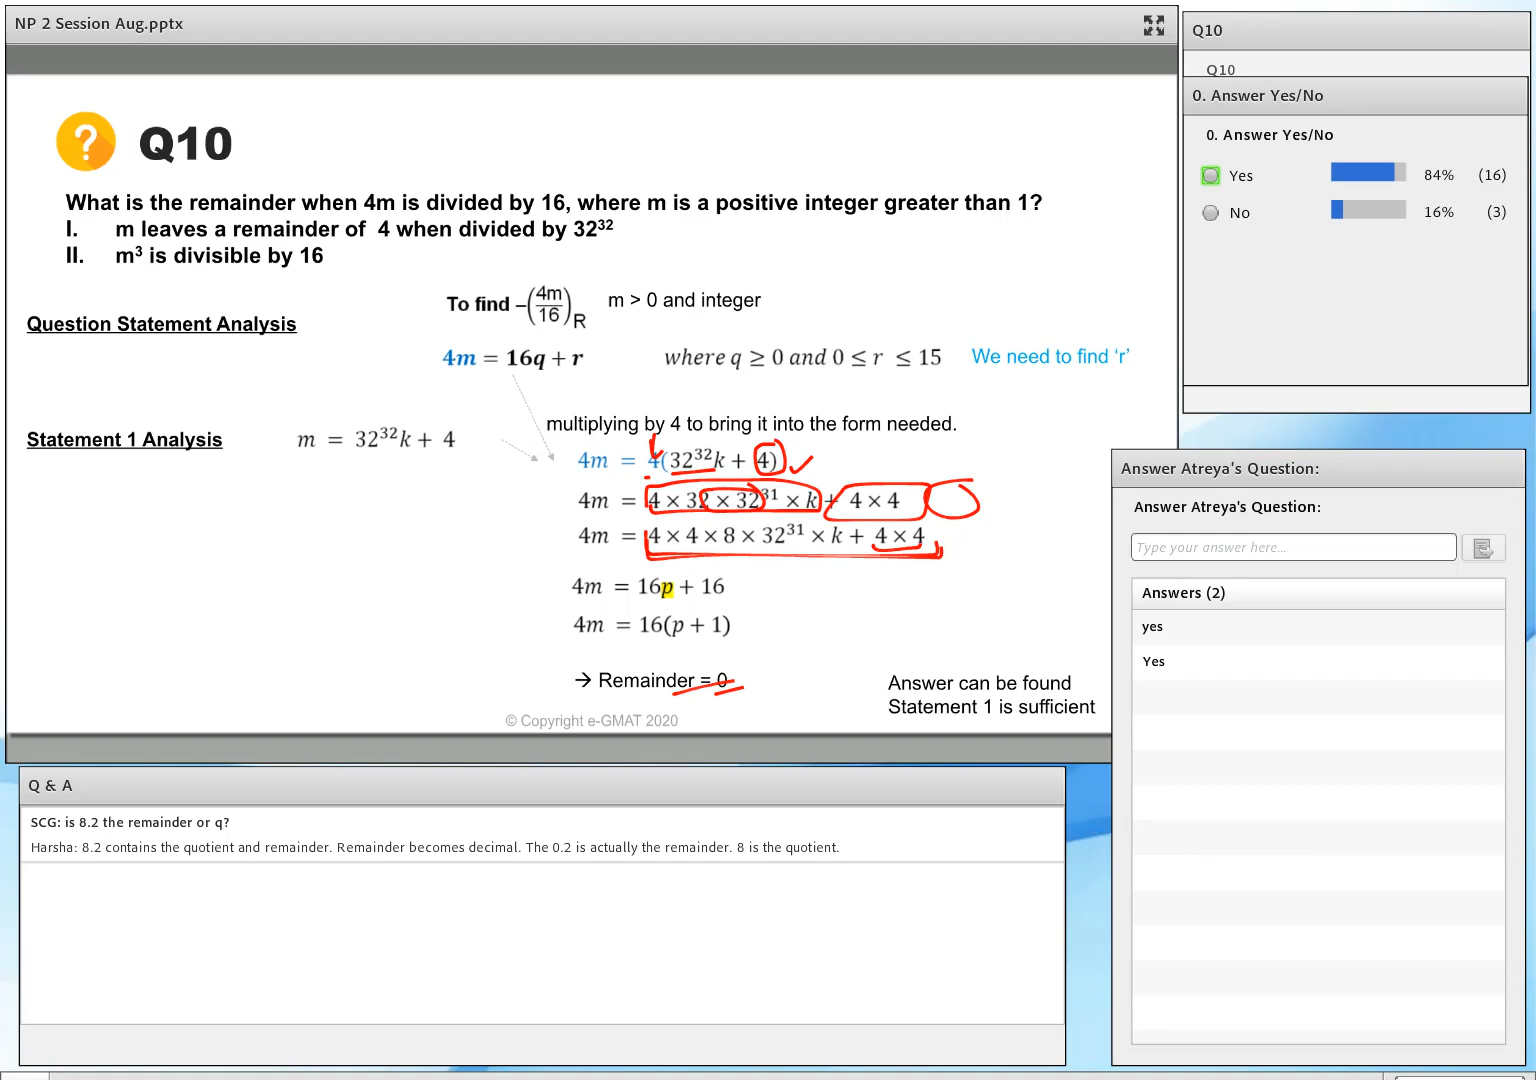 NP 2 Session Aug.pptx
Q10
What is the remainder when 4m is divided by 16, where m is a positive integer greater than 1?
I. m leaves a remainder of 4 when divided by 32³²
II. m³ is divisible by 16
To find –(4m/16)R m > 0 and integer
Question Statement Analysis
4m = 16q + r where q ≥ 0 and 0 ≤ r ≤ 15 We need to find ‘r’
multiplying by 4 to bring it into the form needed.
Statement 1 Analysis m = 32³²k + 4
4m = 4(32³²k + 4)
4m = 4 × 32 × 32³¹ × k + 4 × 4
4m = 4 × 4 × 8 × 32³¹ × k + 4 × 4
4m = 16p + 16
4m = 16(p + 1)
→ Remainder = 0
Answer can be found
Statement 1 is sufficient
© Copyright e-GMAT 2020
Q10
Q10
0. Answer Yes/No
0. Answer Yes/No
Yes 84% (16)
No 16% (3)
Answer Atreya's Question:
Answer Atreya's Question:
Type your answer here...
Answers (2)
yes
Yes
Q & A
SCG: is 8.2 the remainder or q?
Harsha: 8.2 contains the quotient and remainder. Remainder becomes decimal. The 0.2 is actually the remainder. 8 is the quotient.